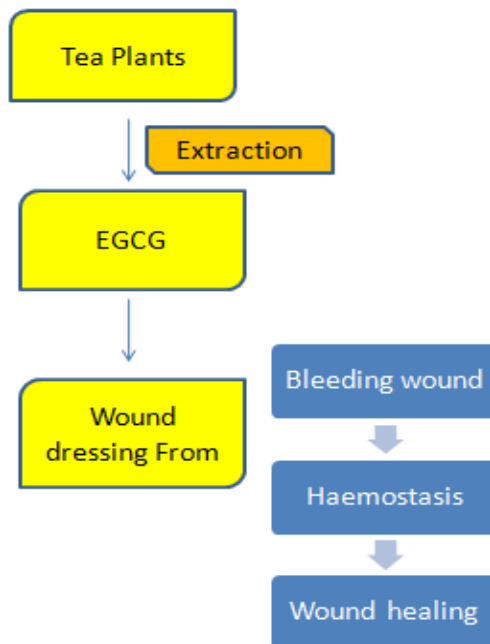 Tea Plants
Extraction
EGCG
Wound
dressing From
Bleeding wound
Haemostasis
Wound healing